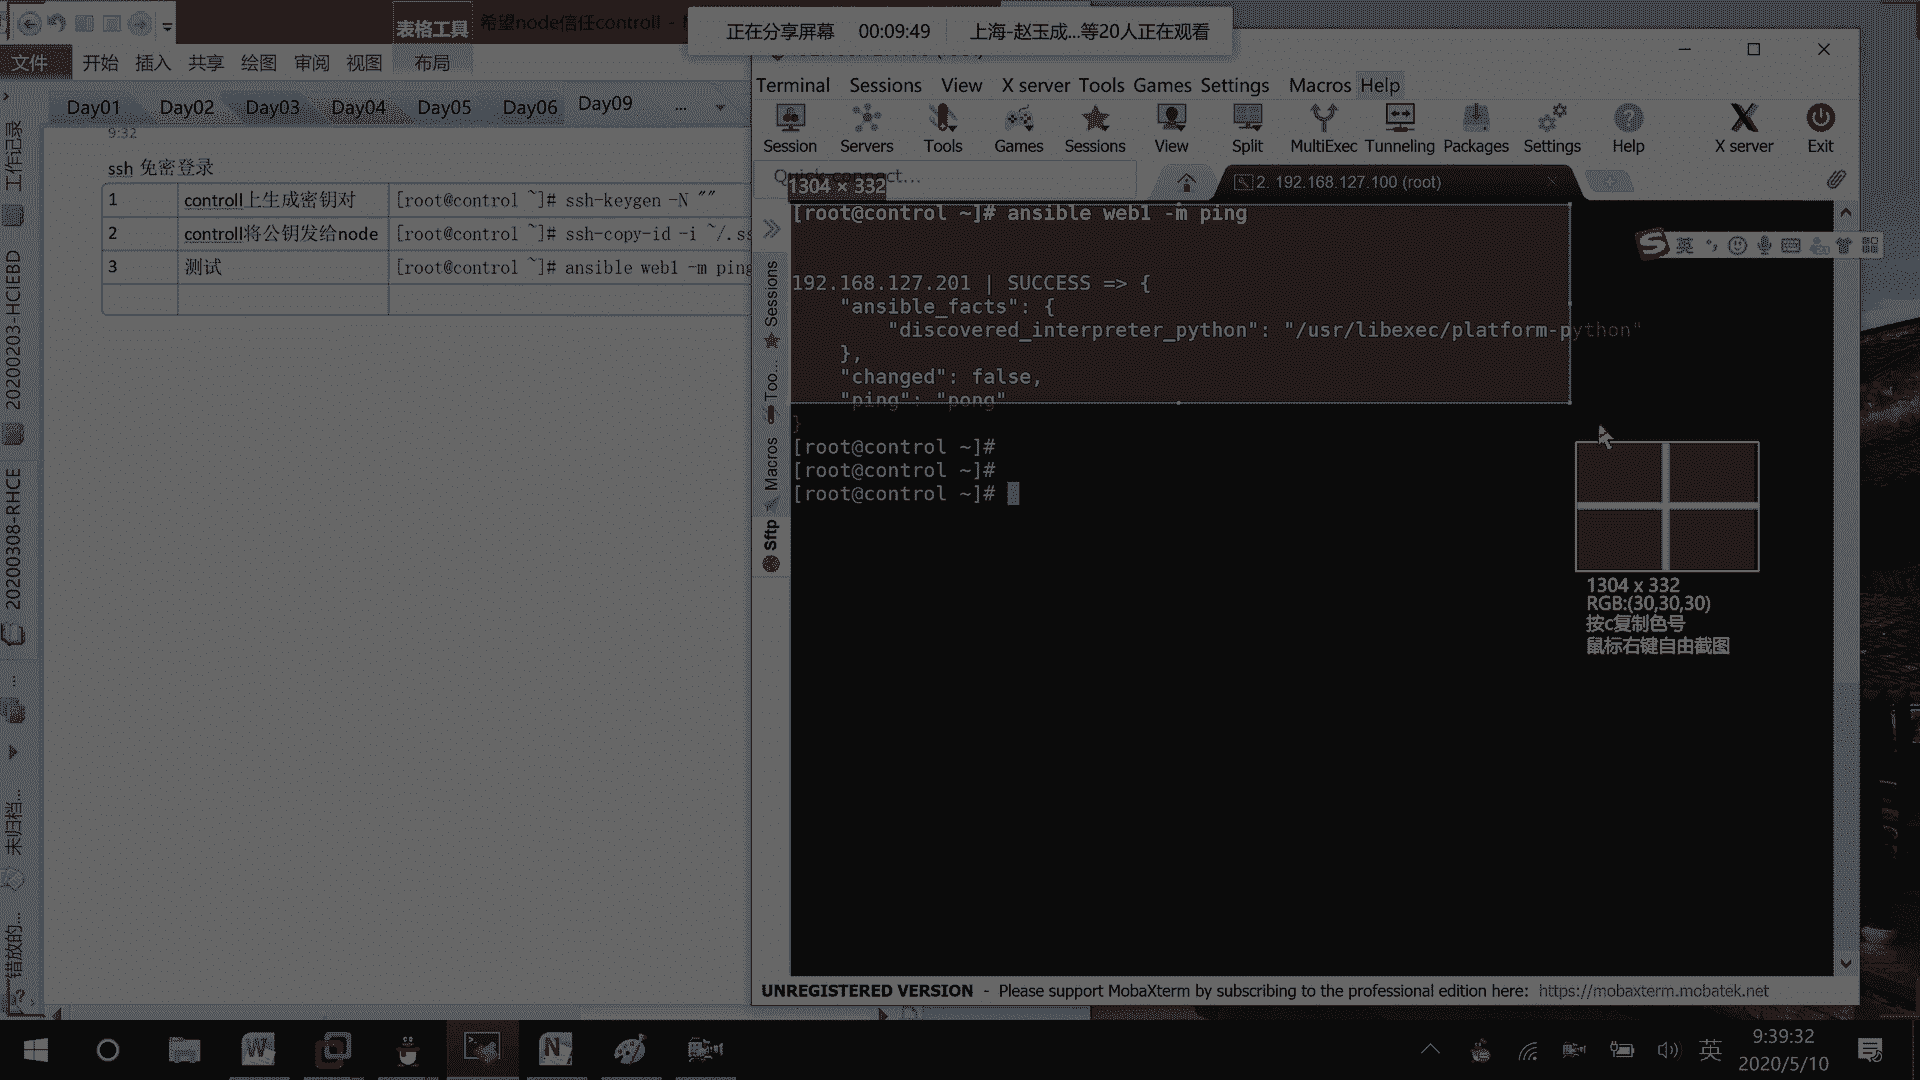 表格工具
希望node信任controll -
正在分享屏幕 00:09:49 上海-赵玉成...等20人正在观看
文件 开始 插入 共享 绘图 审阅 视图 布局
Day01 Day02 Day03 Day04 Day05 Day06 Day09 ...
9:32
ssh 免密登录
1 controll上生成密钥对 [root@control ~]# ssh-keygen -N ""
2 controll将公钥发给node [root@control ~]# ssh-copy-id -i ~/.ss
3 测试 [root@control ~]# ansible web1 -m ping
工作记录
20200203-HCIEBD
20200308-RHCE
...
未归档...
错放的...
Terminal Sessions View X server Tools Games Settings Macros Help
Session Servers Tools Games Sessions View Split MultiExec Tunneling Packages Settings Help X server Exit
Quick connect...
2. 192.168.127.100 (root)
1304 × 332
Sessions
Too...
Macros
Sftp
[root@control ~]# ansible web1 -m ping
192.168.127.201 | SUCCESS => {
"ansible_facts": {
"discovered_interpreter_python": "/usr/libexec/platform-python"
},
"changed": false,
"ping": "pong"
}
[root@control ~]#
[root@control ~]#
[root@control ~]#
英
1304 x 332
RGB:(30,30,30)
按c复制色号
鼠标右键自由截图
UNREGISTERED VERSION - Please support MobaXterm by subscribing to the professional edition here: https://mobaxterm.mobatek.net
英
9:39:32
2020/5/10